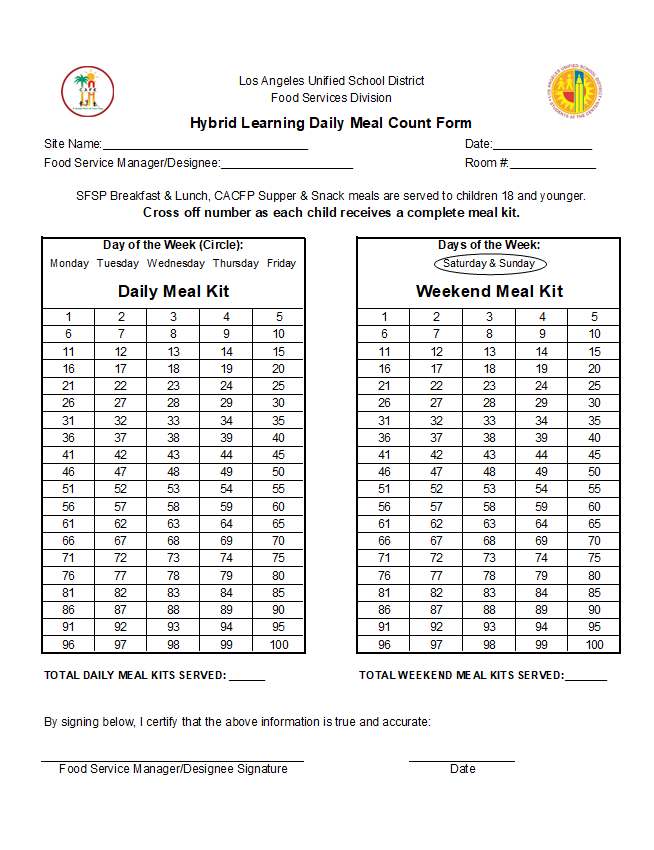 Los Angeles Unified School District
Food Services Division
Hybrid Learning Daily Meal Count Form
Site Name:
Date:
Food Service Manager/Designee:
Room #:
SFSP Breakfast & Lunch, CACFP Supper & Snack meals are served to children 18 and younger.
Cross off number as each child receives a complete meal kit.
Day of the Week (Circle):
Monday Tuesday Wednesday Thursday Friday
Daily Meal Kit
1 2 3 4 5
6 7 8 9 10
11 12 13 14 15
16 17 18 19 20
21 22 23 24 25
26 27 28 29 30
31 32 33 34 35
36 37 38 39 40
41 42 43 44 45
46 47 48 49 50
51 52 53 54 55
56 57 58 59 60
61 62 63 64 65
66 67 68 69 70
71 72 73 74 75
76 77 78 79 80
81 82 83 84 85
86 87 88 89 90
91 92 93 94 95
96 97 98 99 100
TOTAL DAILY MEAL KITS SERVED:
Days of the Week:
Saturday & Sunday
Weekend Meal Kit
1 2 3 4 5
6 7 8 9 10
11 12 13 14 15
16 17 18 19 20
21 22 23 24 25
26 27 28 29 30
31 32 33 34 35
36 37 38 39 40
41 42 43 44 45
46 47 48 49 50
51 52 53 54 55
56 57 58 59 60
61 62 63 64 65
66 67 68 69 70
71 72 73 74 75
76 77 78 79 80
81 82 83 84 85
86 87 88 89 90
91 92 93 94 95
96 97 98 99 100
TOTAL WEEKEND MEAL KITS SERVED:
By signing below, I certify that the above information is true and accurate:
Food Service Manager/Designee Signature
Date